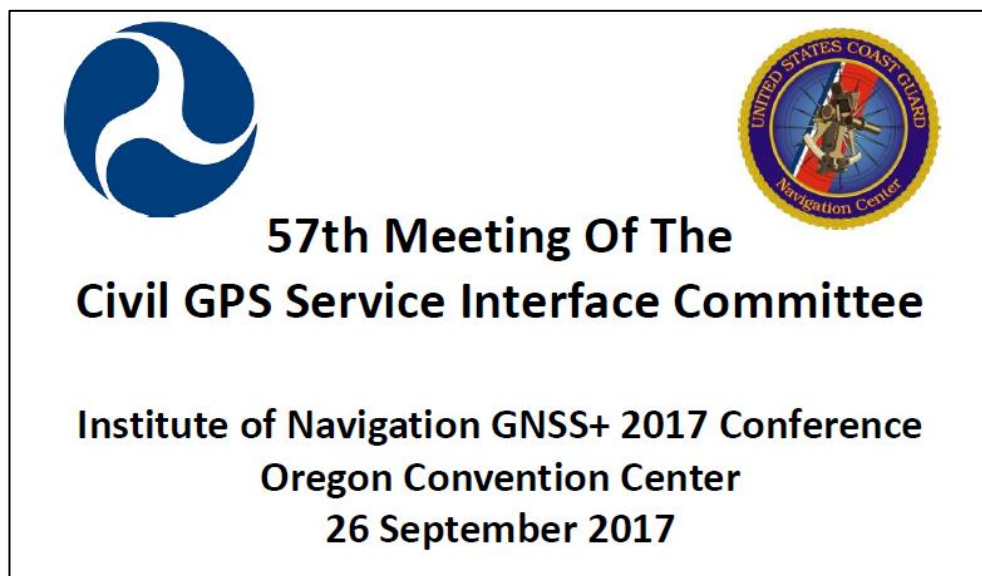 UNITED STATES COAST GUARD
Navigation Center
57th Meeting Of The
Civil GPS Service Interface Committee
Institute of Navigation GNSS+ 2017 Conference
Oregon Convention Center
26 September 2017